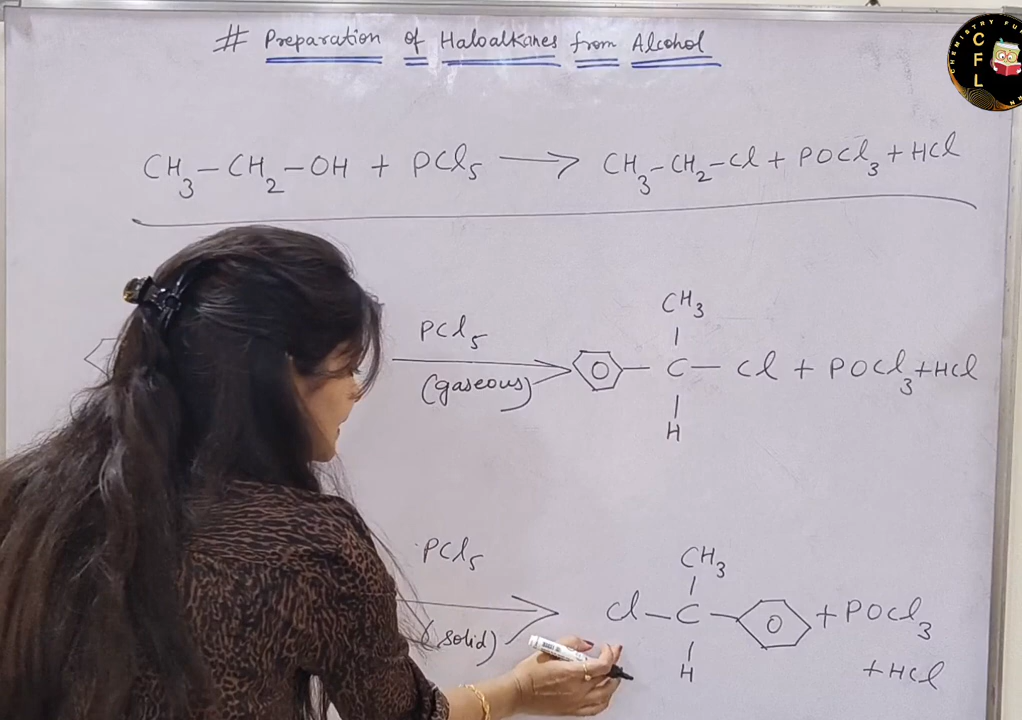 # Preparation of Haloalkanes from Alcohol
CH3-CH2-OH + PCl5 → CH3-CH2-Cl + POCl3 + HCl
CH3
PCl5
C - Cl + POCl3 + HCl
(gaseous)
H
CH3
PCl5
Cl-C- + POCl3
(solid)
H
+HCl
CFL